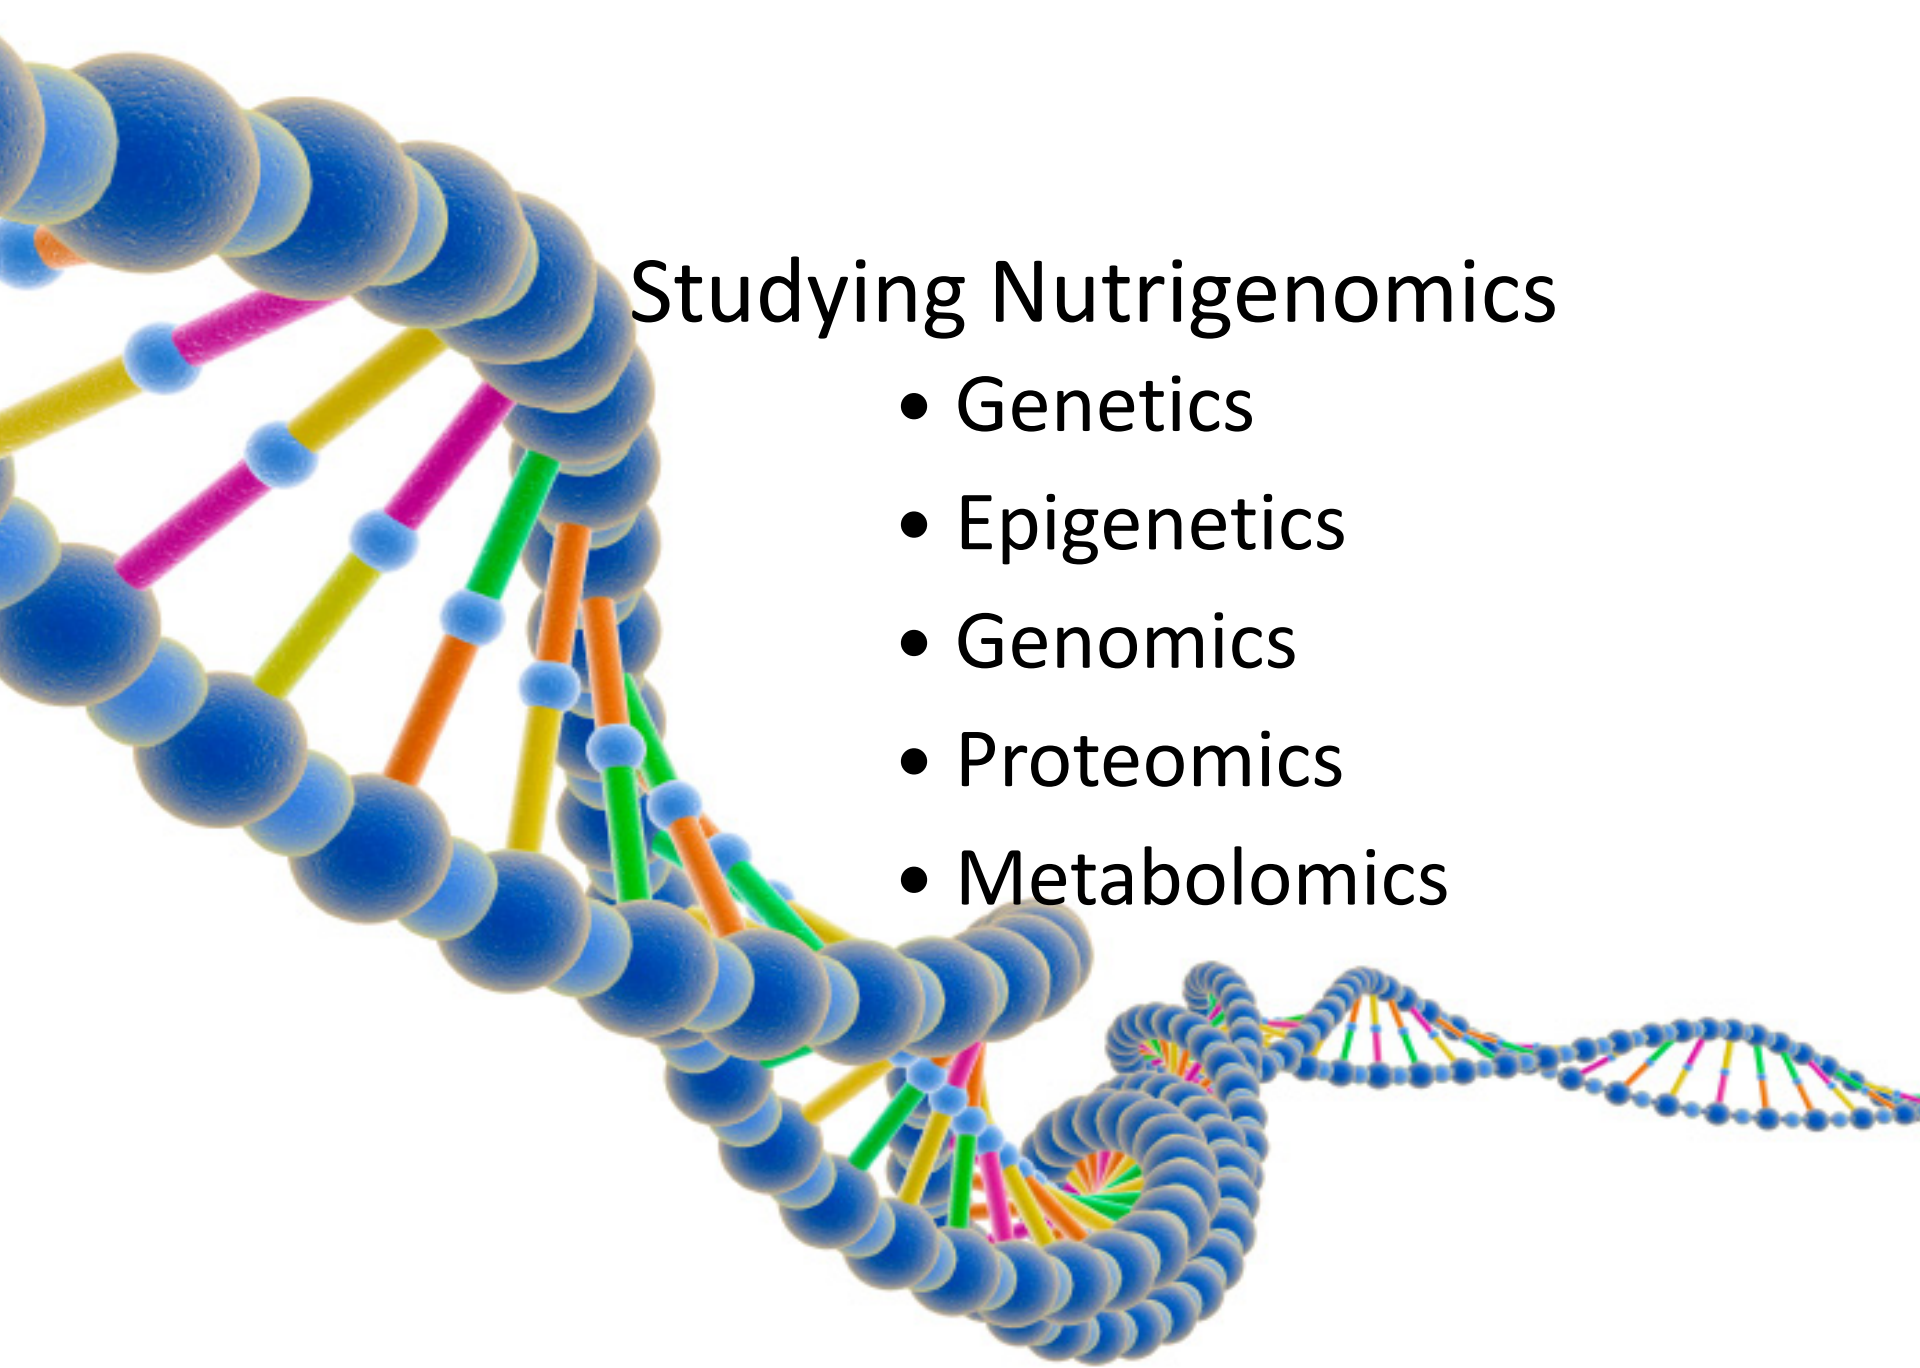 Studying Nutrigenomics
• Genetics
• Epigenetics
• Genomics
• Proteomics
• Metabolomics